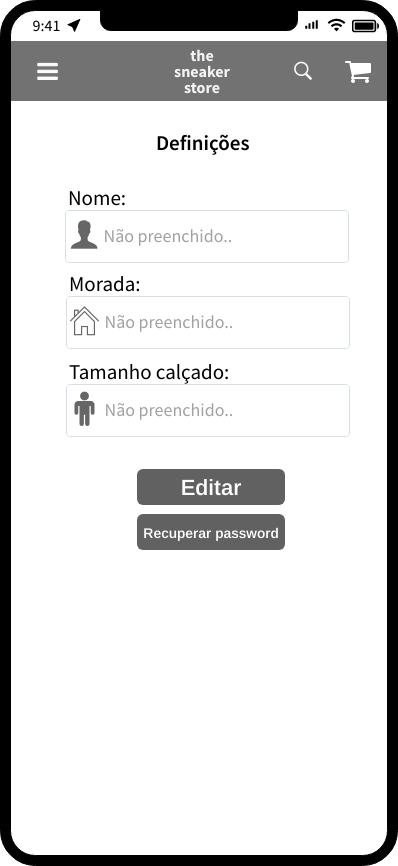 9:41
the
sneaker
store
Definições
Nome:
Não preenchido..
Morada:
Não preenchido..
Tamanho calçado:
Não preenchido..
Editar
Recuperar password